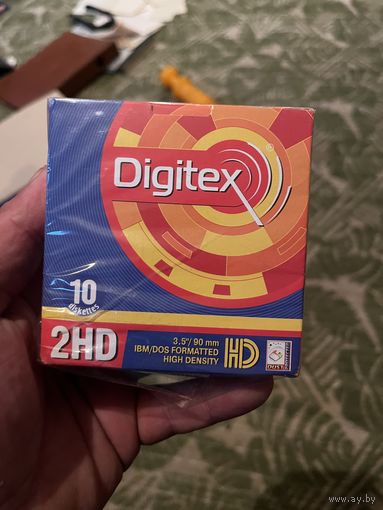 Digitex®
10
diskettes
2HD
3.5"/90 mm
IBM/DOS FORMATTED
HIGH DENSITY
HD
www.ay.by